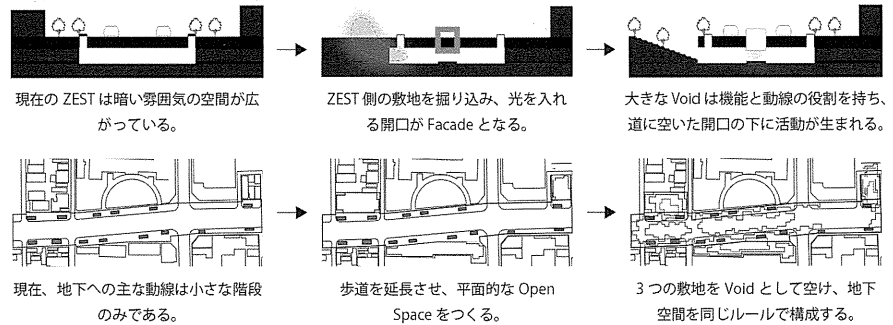 現在の ZEST は暗い雰囲気の空間が広
がっている。
ZEST 側の敷地を掘り込み、光を入れ
る開口が Facade となる。
大きな Void は機能と動線の役割を持ち、
道に空いた開口の下に活動が生まれる。
現在、地下への主な動線は小さな階段
のみである。
歩道を延長させ、平面的な Open
Space をつくる。
3 つの敷地を Void として空け、地下
空間を同じルールで構成する。